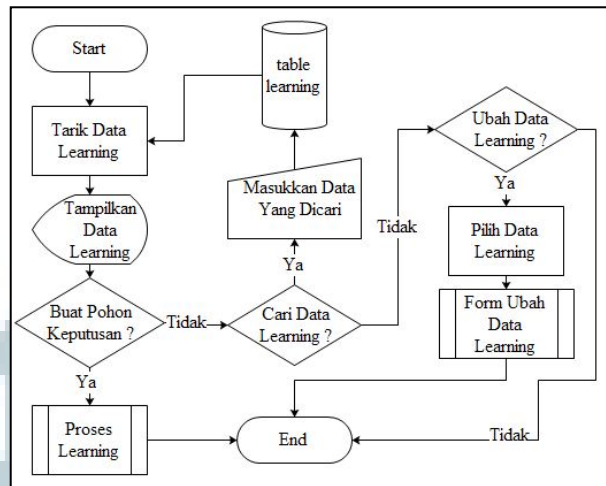 Start
table
learning
Tarik Data
Learning
Ubah Data
Learning ?
Masukkan Data
Yang Dicari
Tampilkan
Data
Learning
Ya
Tidak
Pilih Data
Learning
Ya
Buat Pohon
Keputusan ?
Tidak
Cari Data
Learning ?
Form Ubah
Data
Learning
Ya
Proses
Learning
End
Tidak